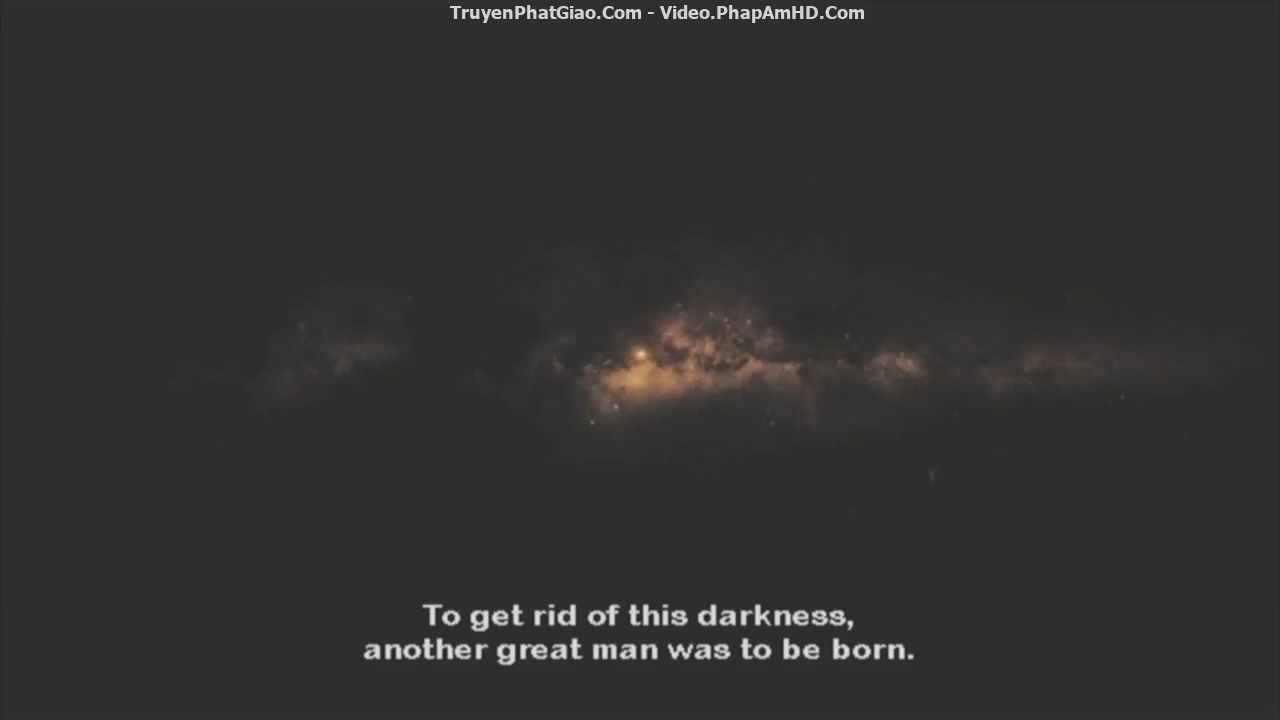 TruyenPhatGiao.Com - Video.PhapAmHD.Com
To get rid of this darkness,
another great man was to be born.